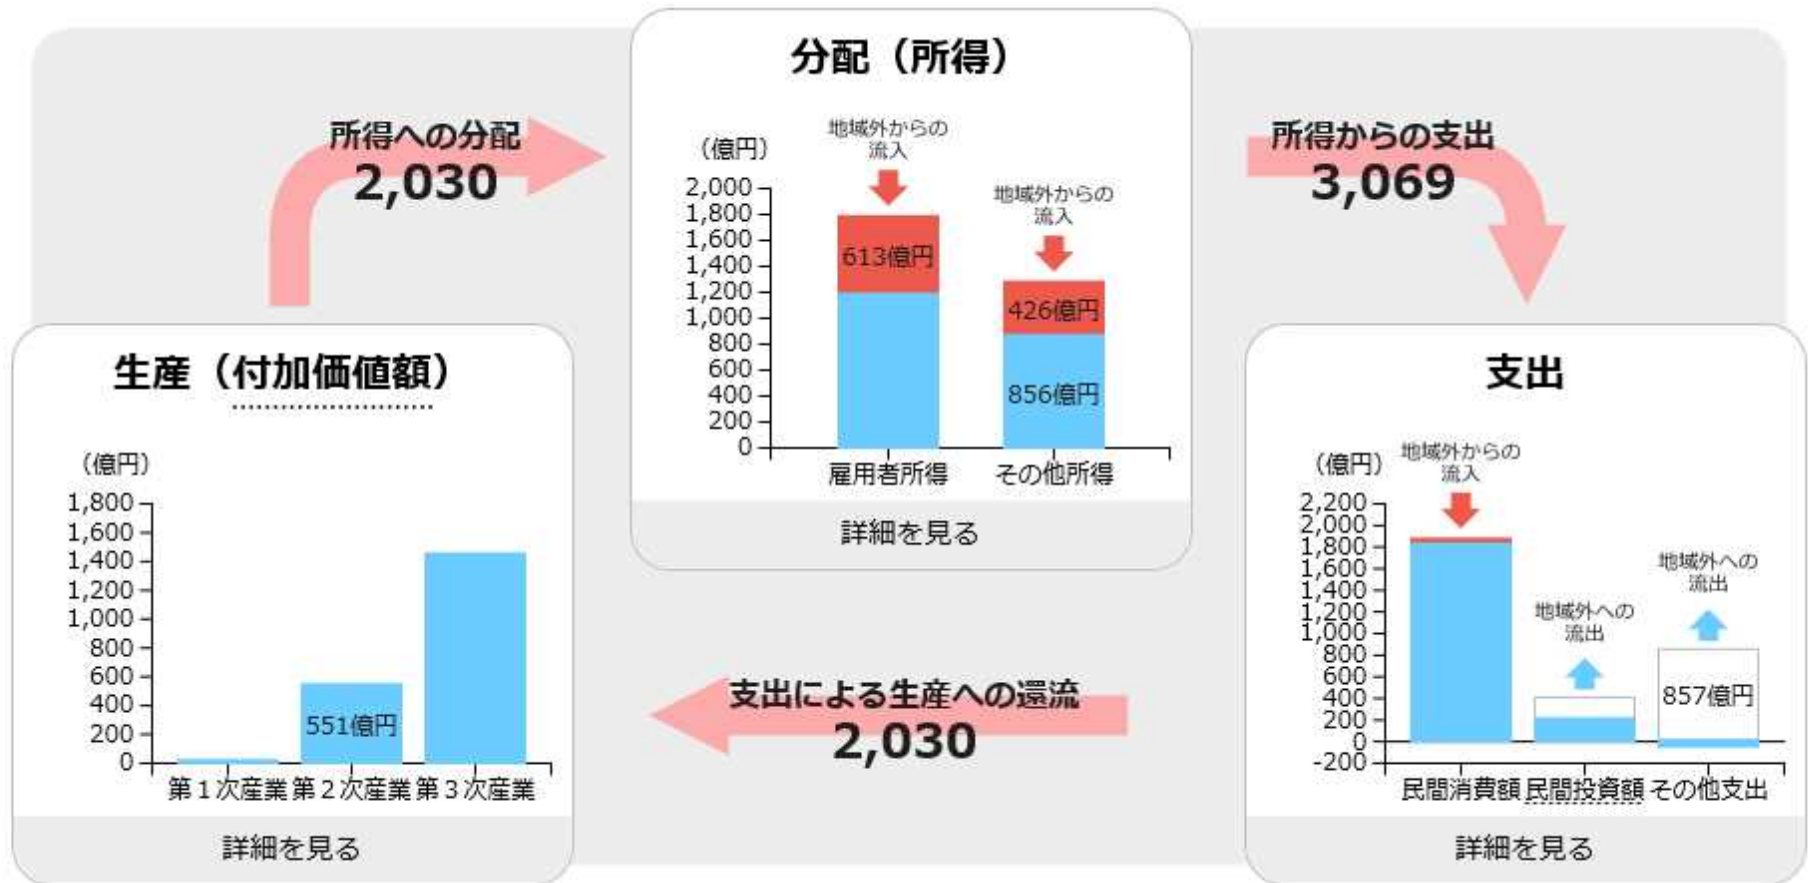 分配（所得）
所得への分配
2,030
（億円）
地域外からの
流入
地域外からの
流入
2,000
1,800
1,600
1,400
1,200
1,000
800
600
400
200
0
613億円
426億円
856億円
雇用者所得
その他所得
詳細を見る
所得からの支出
3,069
生産（付加価値額）
（億円）
1,800
1,600
1,400
1,200
1,000
800
600
400
200
0
551億円
第１次産業
第２次産業
第３次産業
詳細を見る
支出による生産への還流
2,030
支出
（億円）
地域外からの
流入
地域外への
流出
地域外への
流出
2,200
2,000
1,800
1,600
1,400
1,200
1,000
800
600
400
200
0
-200
857億円
民間消費額
民間投資額
その他支出
詳細を見る